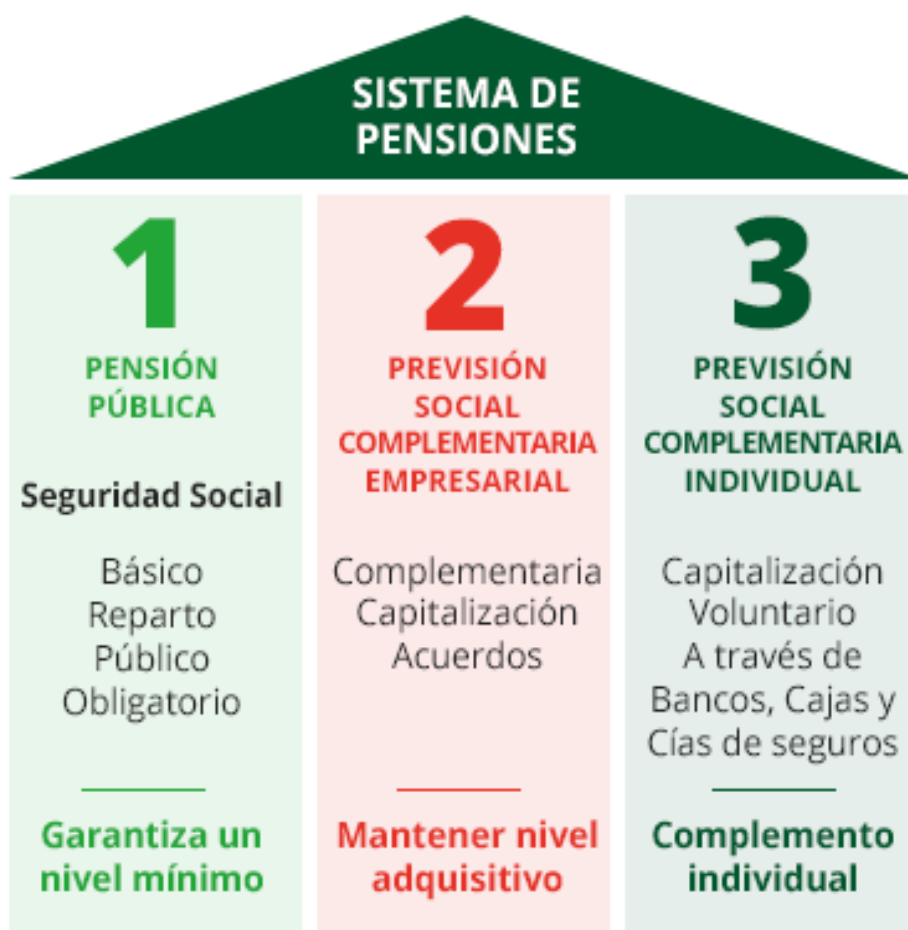 SISTEMA DE
PENSIONES
1
PENSIÓN
PÚBLICA
Seguridad Social
Básico
Reparto
Público
Obligatorio
Garantiza un
nivel mínimo
2
PREVISIÓN
SOCIAL
COMPLEMENTARIA
EMPRESARIAL
Complementaria
Capitalización
Acuerdos
Mantener nivel
adquisitivo
3
PREVISIÓN
SOCIAL
COMPLEMENTARIA
INDIVIDUAL
Capitalización
Voluntario
A través de
Bancos, Cajas y
Cías de seguros
Complemento
individual